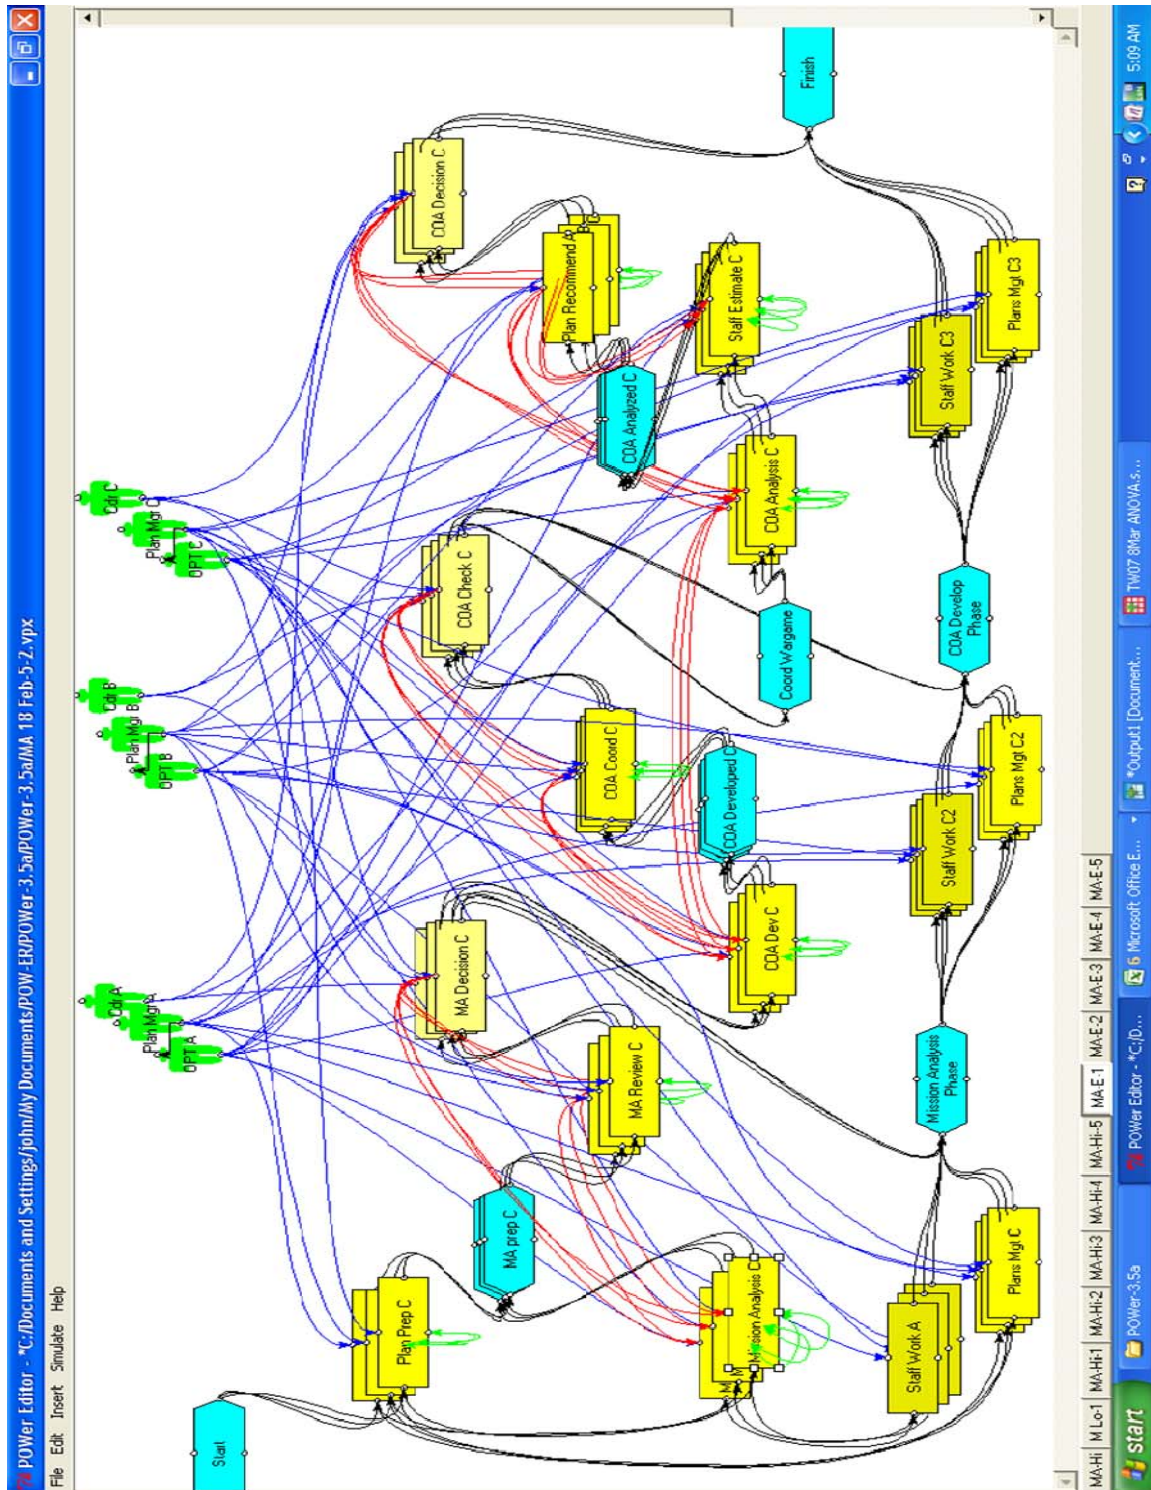 POWer Editor - *C:/Documents and Settings/john/My Documents/POW-ER/POWer-3.5a/POWer-3.5a/MA 18 Feb-5-2.vpx
File Edit Insert Simulate Help
Cdr A
Plan Mgr A
OPT A
Cdr B
Plan Mgr B
OPT B
Cdr C
Plan Mgr C
OPT C
Start
Plan Prep C
MA prep C
MA Decision C
MA Review C
COA Check C
COA Coord C
COA Developed C
COA Decision C
Plan Recommend A
COA Analyzed C
Finish
M
M
Mission Analysis C
COA Dev C
Coord Wargame
COA Analysis C
Staff Estimate C
Staff Work A
Plans Mgt C
Mission Analysis
Phase
Staff Work C2
Plans Mgt C2
COA Develop
Phase
Staff Work C3
Plans Mgt C3
MA-Hi M Lo-1 MA-Hi-1 MA-Hi-2 MA-Hi-3 MA-Hi-4 MA-Hi-5 MA-E-1 MA-E-2 MA-E-3 MA-E-4 MA-E-5
start POWer-3.5a POWer Editor - *C:/D... 6 Microsoft Office E... *Output1 [Document... TW07 8Mar ANOVA.s... 5:09 AM